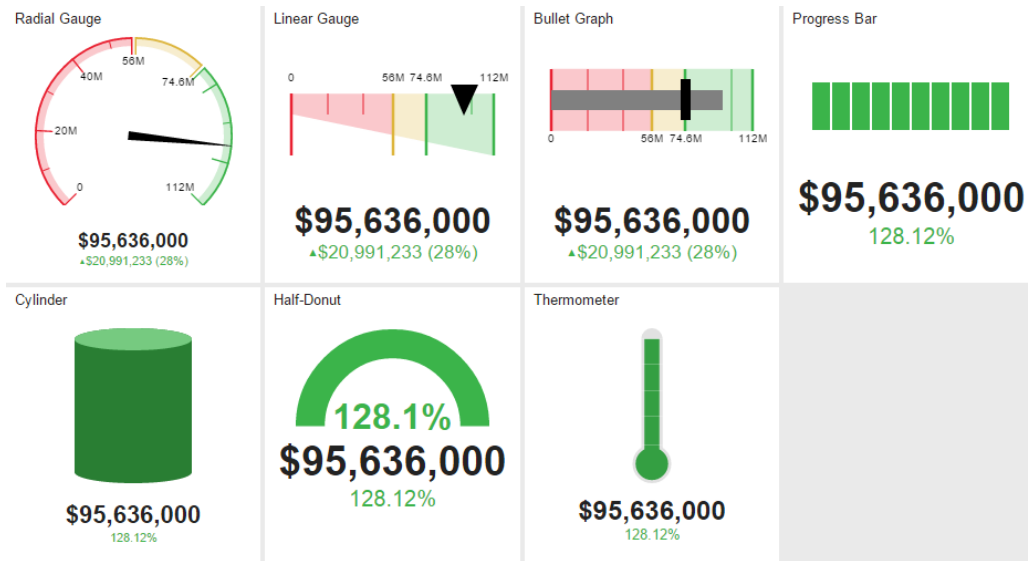 Radial Gauge
0
20M
40M
56M
74.6M
112M
$95,636,000
▲$20,991,233 (28%)
Linear Gauge
0 56M 74.6M 112M
$95,636,000
▲$20,991,233 (28%)
Bullet Graph
0 56M 74.6M 112M
$95,636,000
▲$20,991,233 (28%)
Progress Bar
$95,636,000
128.12%
Cylinder
$95,636,000
128.12%
Half-Donut
128.1%
$95,636,000
128.12%
Thermometer
$95,636,000
128.12%